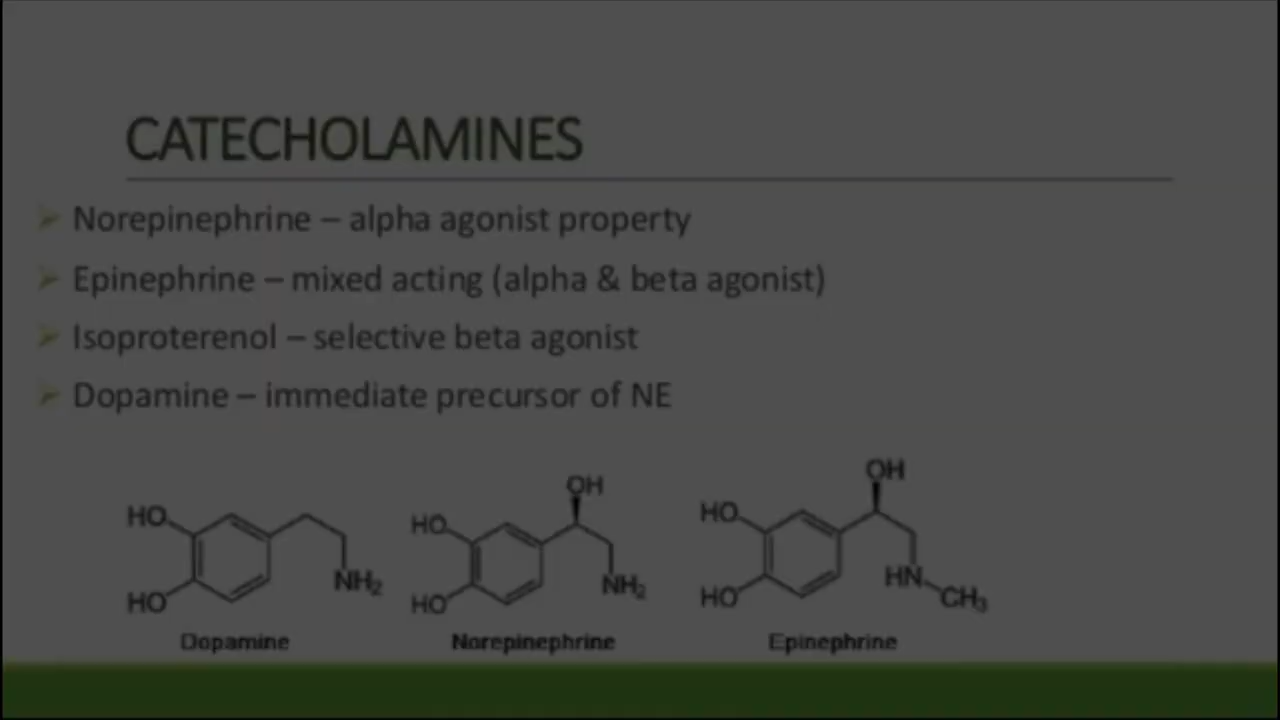 CATECHOLAMINES
Norepinephrine – alpha agonist property
Epinephrine – mixed acting (alpha & beta agonist)
Isoproterenol – selective beta agonist
Dopamine – immediate precursor of NE
HO
HO
NH₂
Dopamine
OH
HO
HO
NH₂
Norepinephrine
OH
HO
HO
HN
CH₃
Epinephrine